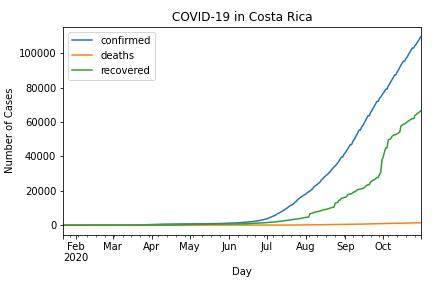 COVID-19 in Costa Rica
confirmed
deaths
recovered
Number of Cases
100000
80000
60000
40000
20000
0
Feb Mar Apr May Jun Jul Aug Sep Oct
2020
Day